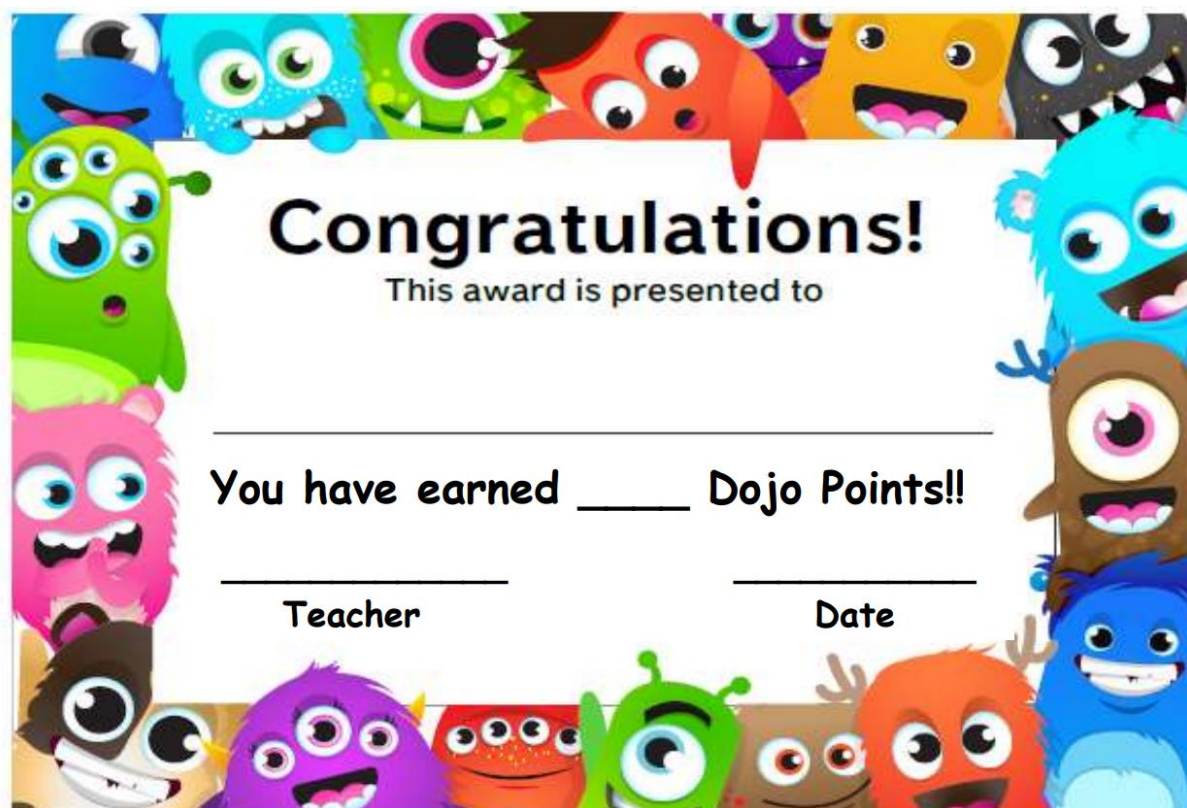 Congratulations!
This award is presented to
You have earned ____ Dojo Points!!
Teacher Date